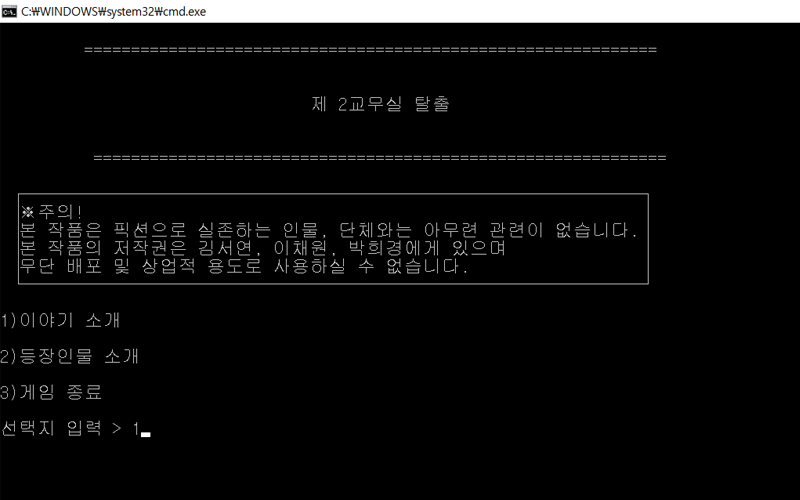 C:₩WINDOWS₩system32₩cmd.exe
=============================================================
제 2교무실 탈출
=============================================================
※주의!
본 작품은 픽션으로 실존하는 인물, 단체와는 아무련 관련이 없습니다.
본 작품의 저작권은 김서연, 이채원, 박희경에게 있으며
무단 배포 및 상업적 용도로 사용하실 수 없습니다.
1)이야기 소개
2)등장인물 소개
3)게임 종료
선택지 입력 > 1